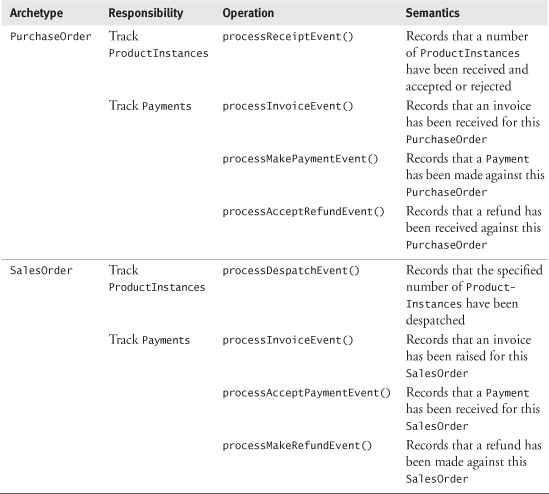 Archetype Responsibility Operation Semantics
PurchaseOrder Track processReceiptEvent() Records that a number
ProductInstances of ProductInstances
have been received and
accepted or rejected
Track Payments processInvoiceEvent() Records that an invoice
has been received for this
PurchaseOrder
processMakePaymentEvent() Records that a Payment
has been made against this
PurchaseOrder
processAcceptRefundEvent() Records that a refund has
been received against this
PurchaseOrder
SalesOrder Track processDespatchEvent() Records that the specified
ProductInstances number of Product-
Instances have been
despatched
Track Payments processInvoiceEvent() Records that an invoice
has been raised for this
SalesOrder
processAcceptPaymentEvent() Records that a Payment
has been received for this
SalesOrder
processMakeRefundEvent() Records that a refund has
been made against this
SalesOrder